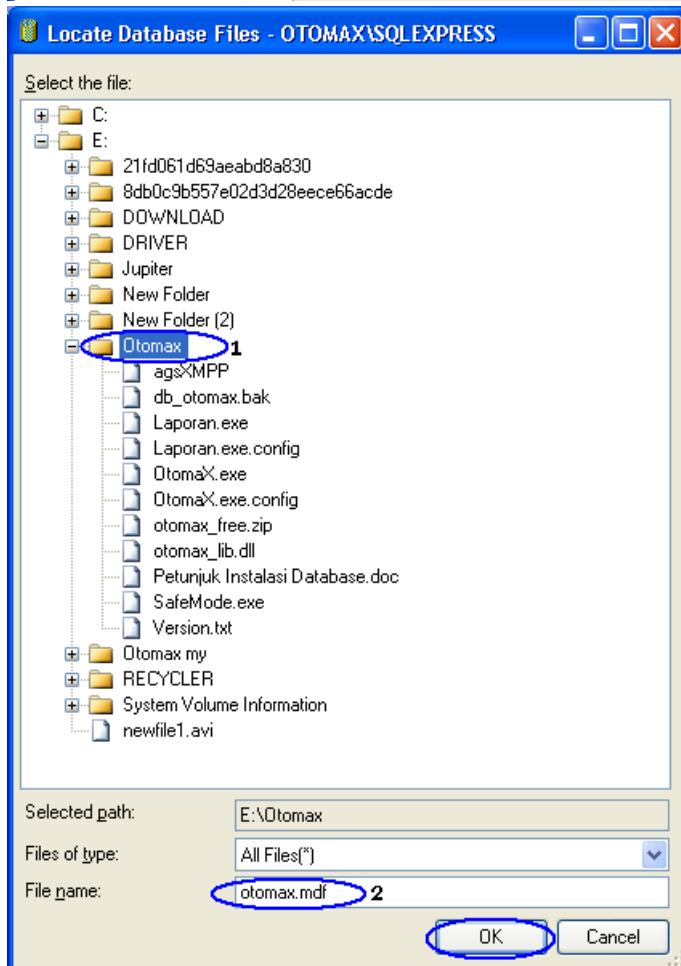 Locate Database Files - OTOMAX\SQLEXPRESS
Select the file:
C:
E:
21fd061d69aeabd8a830
8db0c9b557e02d3d28eece66acde
DOWNLOAD
DRIVER
Jupiter
New Folder
New Folder (2)
Otomax 1
agsXMPP
db_otomax.bak
Laporan.exe
Laporan.exe.config
OtomaX.exe
OtomaX.exe.config
otomax_free.zip
otomax_lib.dll
Petunjuk Instalasi Database.doc
SafeMode.exe
Version.txt
Otomax my
RECYCLER
System Volume Information
newfile1.avi
Selected path: E:\Otomax
Files of type: All Files(*)
File name: otomax.mdf 2
OK Cancel